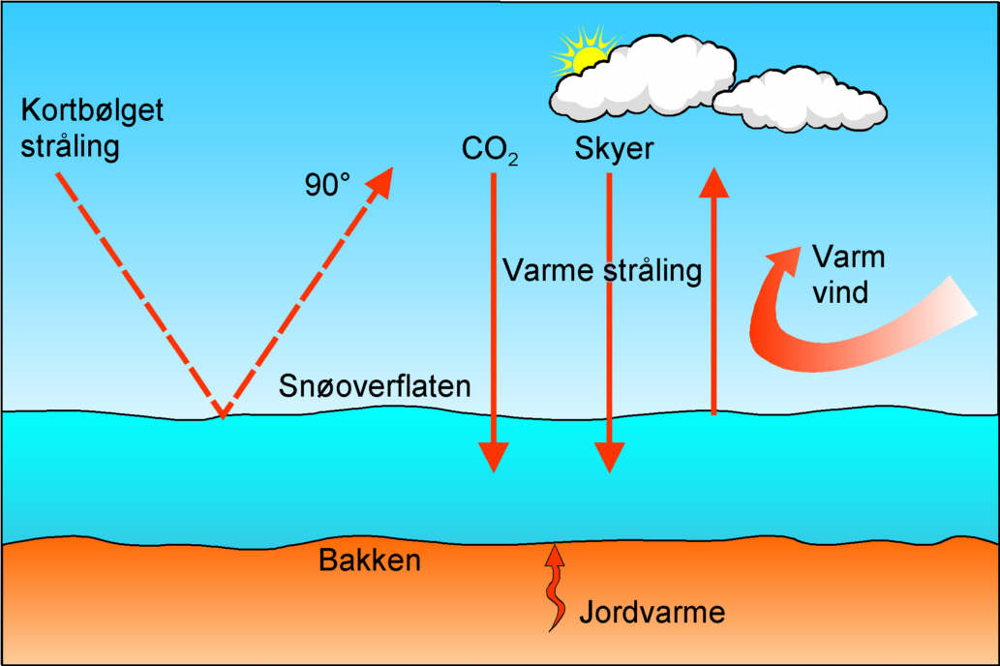 Kortbølget
stråling
90°
CO₂
Skyer
Varme stråling
Varm
vind
Snøoverflaten
Bakken
Jordvarme